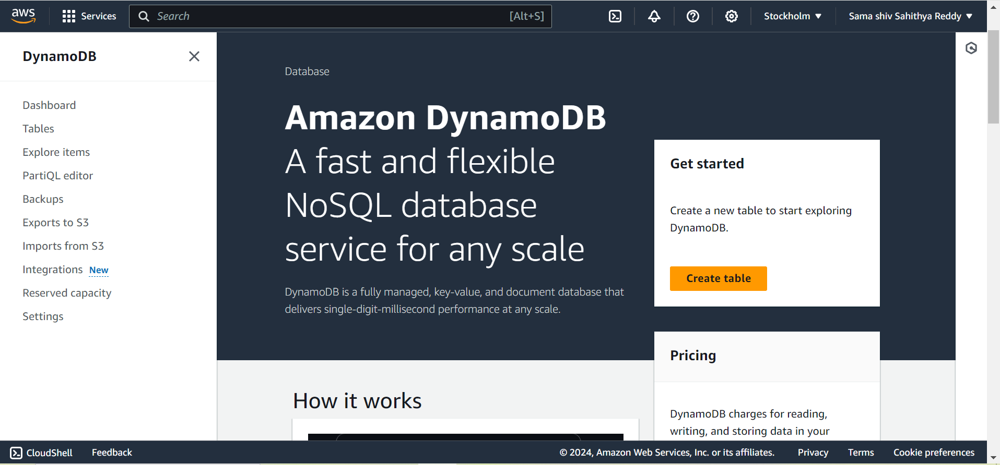 aws
Services
Search
[Alt+S]
Stockholm
Sama shiv Sahithya Reddy
DynamoDB
Dashboard
Tables
Explore items
PartiQL editor
Backups
Exports to S3
Imports from S3
Integrations New
Reserved capacity
Settings
Database
Amazon DynamoDB
A fast and flexible
NoSQL database
service for any scale
DynamoDB is a fully managed, key-value, and document database that
delivers single-digit-millisecond performance at any scale.
Get started
Create a new table to start exploring
DynamoDB.
Create table
Pricing
DynamoDB charges for reading,
writing, and storing data in your
How it works
CloudShell
Feedback
© 2024, Amazon Web Services, Inc. or its affiliates.
Privacy
Terms
Cookie preferences